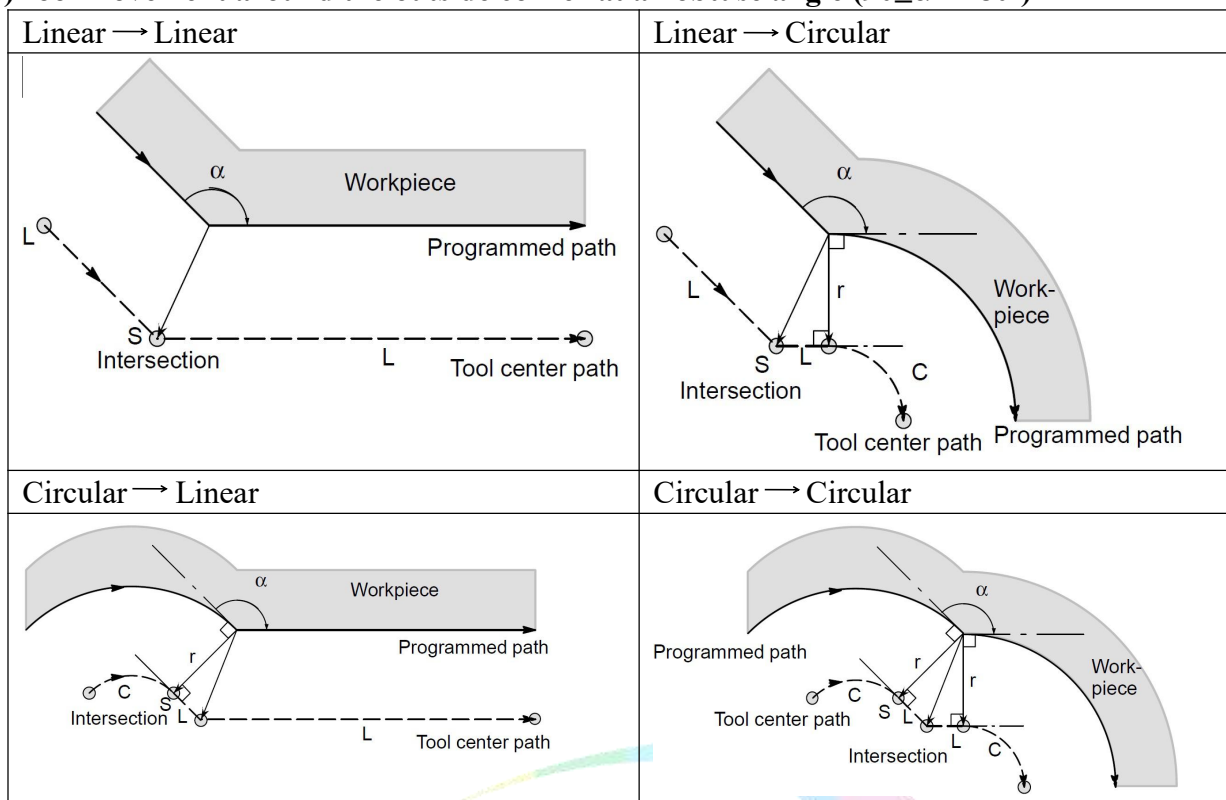 Linear → Linear
Linear → Circular
α
Workpiece
Programmed path
L
S
Intersection
L
Tool center path
α
Work-
piece
r
L
S
L
Intersection
C
Tool center path
Programmed path
Circular → Linear
Circular → Circular
α
Workpiece
Programmed path
r
C
S
Intersection
L
L
Tool center path
α
Programmed path
Work-
piece
r
r
C
S
L
Tool center path
L
C
Intersection